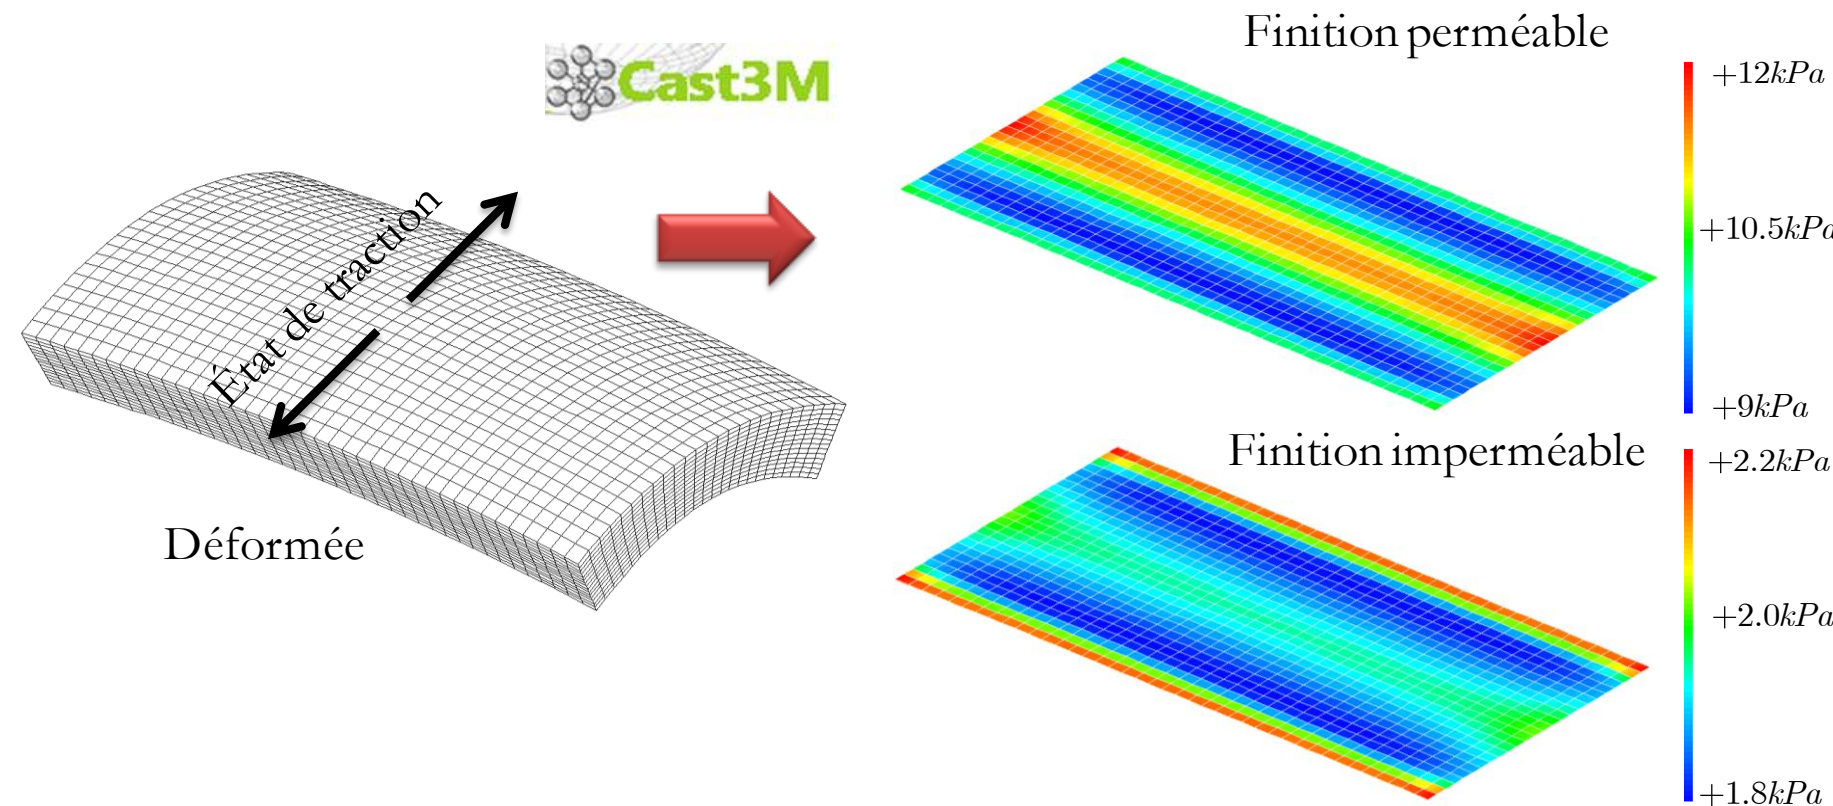 Finition perméable
Cast3M
+12kPa
État de traction
+10.5kPa
+9kPa
Finition imperméable
+2.2kPa
Déformée
+2.0kPa
+1.8kPa